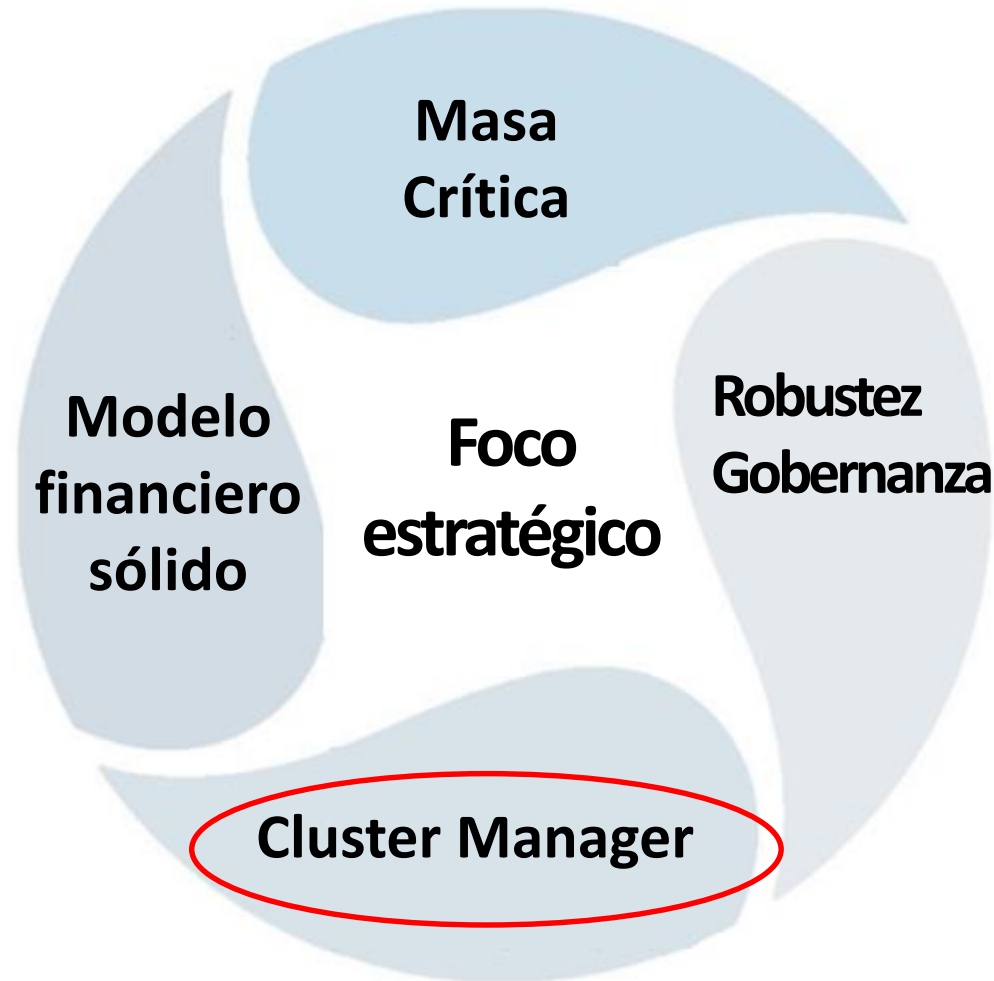 Masa
Crítica
Robustez
Gobernanza
Modelo
financiero
sólido
Foco
estratégico
Cluster Manager